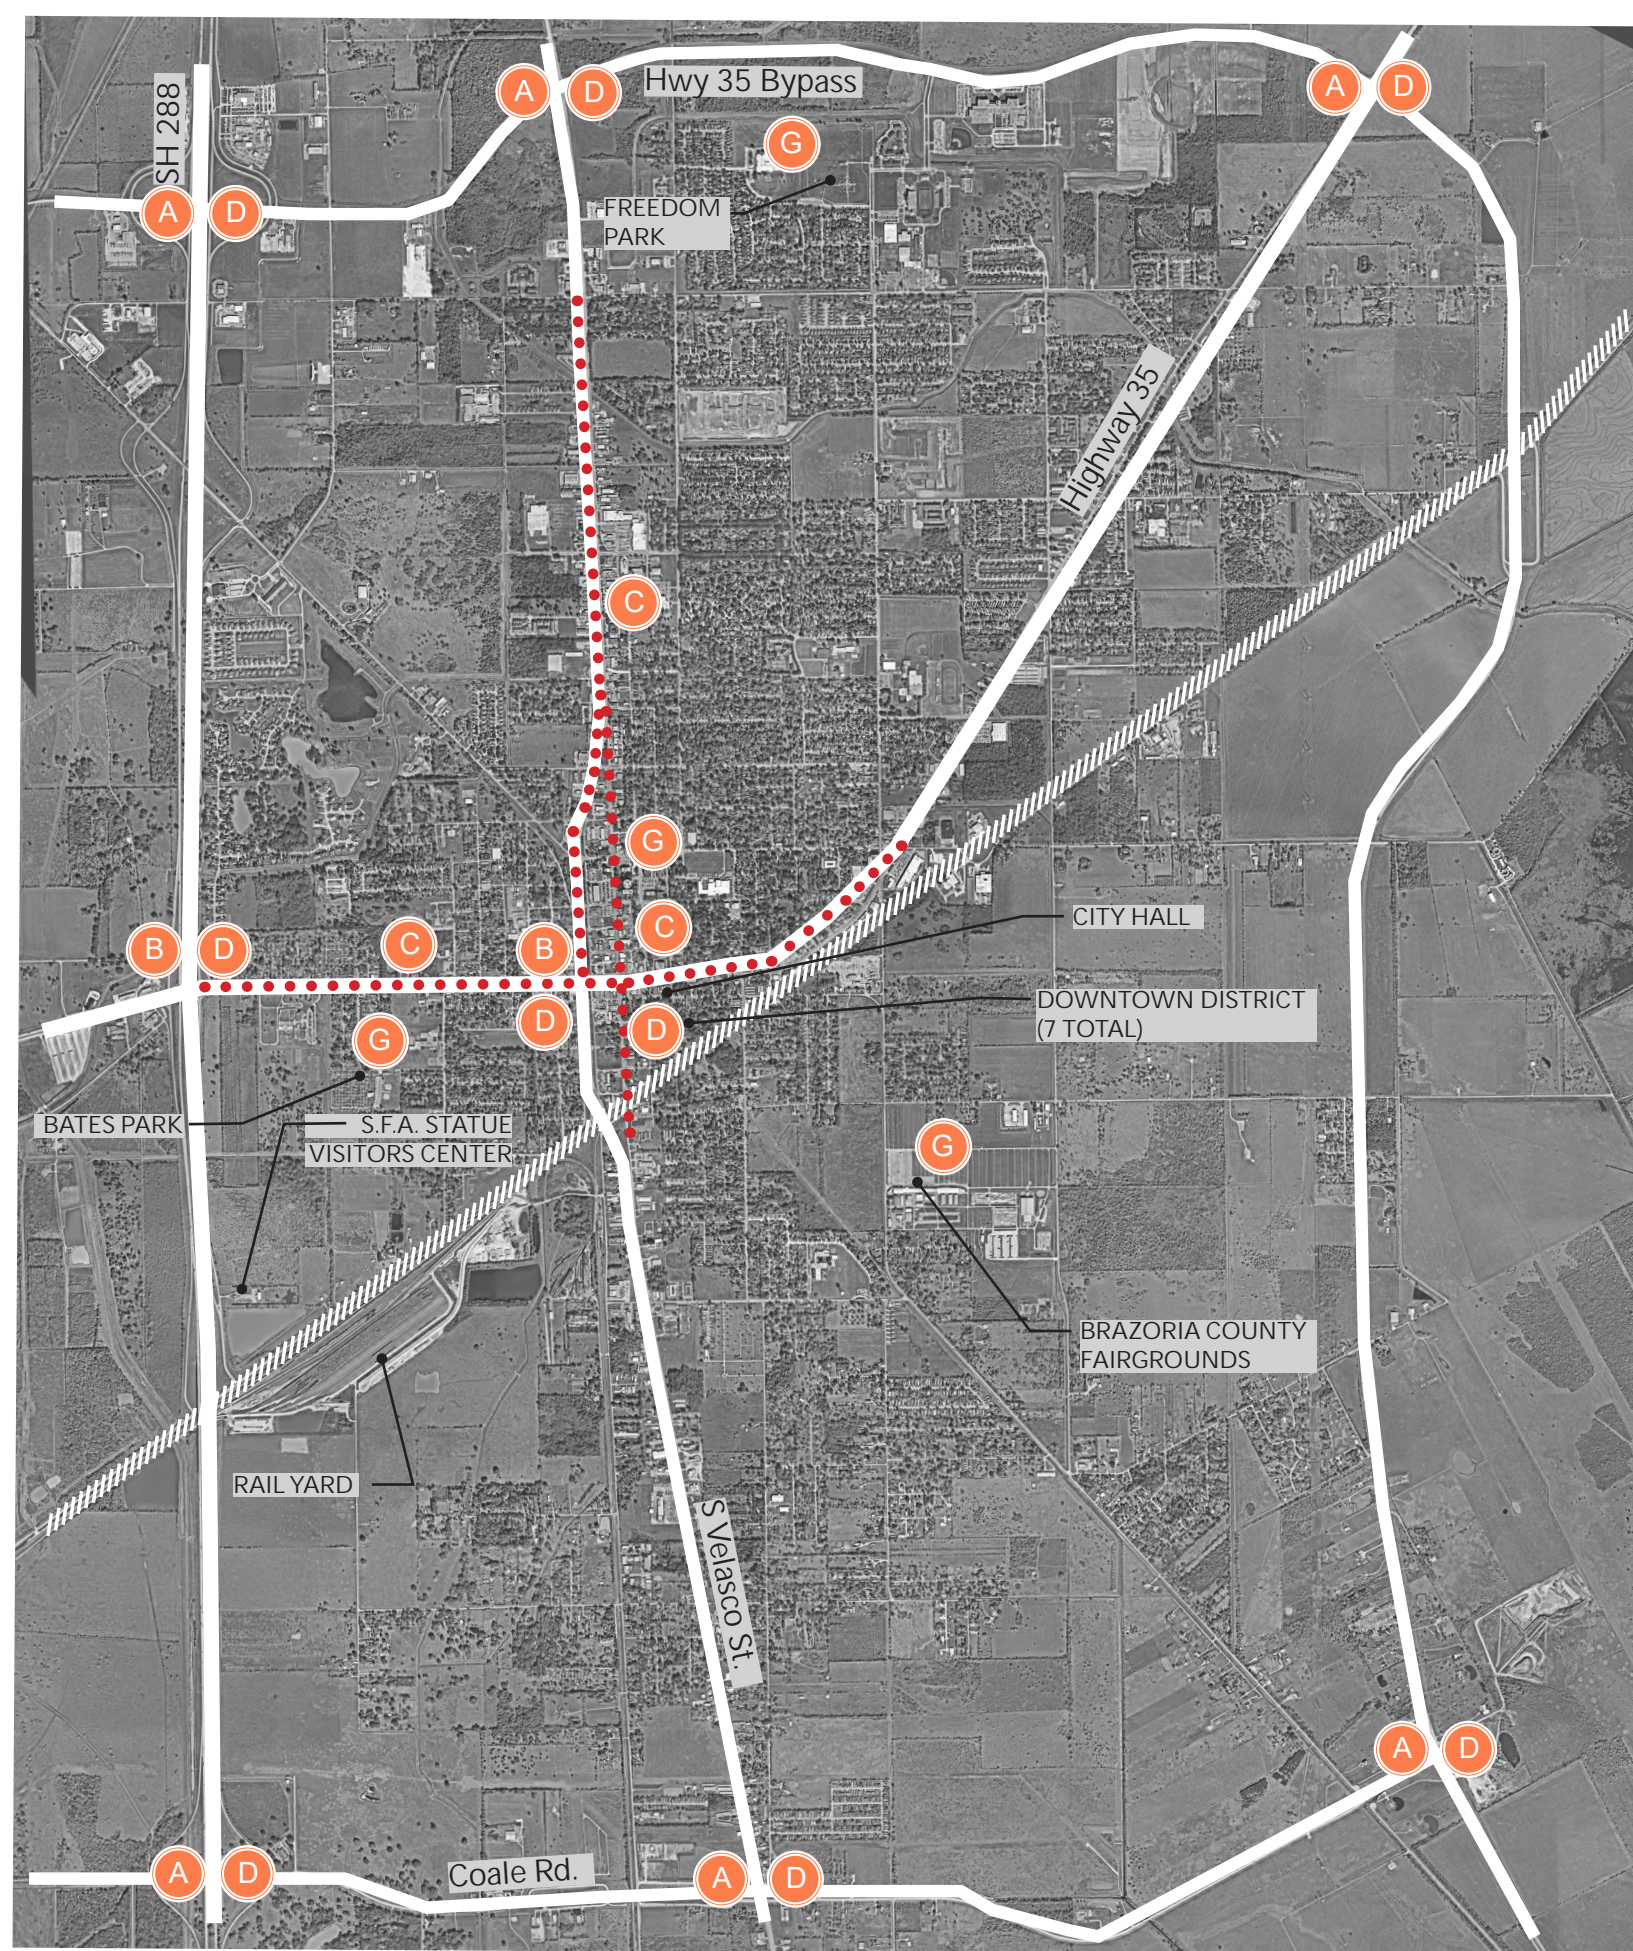 SH 288
A
D
Hwy 35 Bypass
A
D
G
FREEDOM
PARK
A
D
Highway 35
C
G
B
D
C
B
C
CITY HALL
G
D
D
DOWNTOWN DISTRICT
(7 TOTAL)
BATES PARK
S.F.A. STATUE
VISITORS CENTER
G
BRAZORIA COUNTY
FAIRGROUNDS
RAIL YARD
S Velasco St.
A
D
A
D
Coale Rd.
A
D